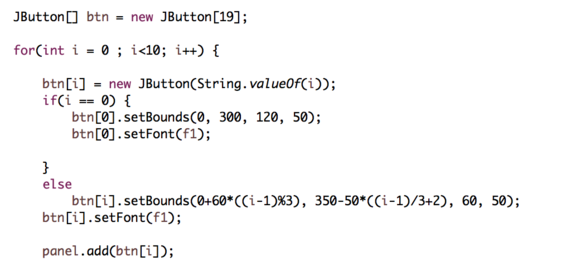 JButton[] btn = new JButton[19];
for(int i = 0 ; i<10; i++) {
btn[i] = new JButton(String.valueOf(i));
if(i == 0) {
btn[0].setBounds(0, 300, 120, 50);
btn[0].setFont(f1);
}
else
btn[i].setBounds(0+60*((i-1)%3), 350-50*((i-1)/3+2), 60, 50);
btn[i].setFont(f1);
panel.add(btn[i]);